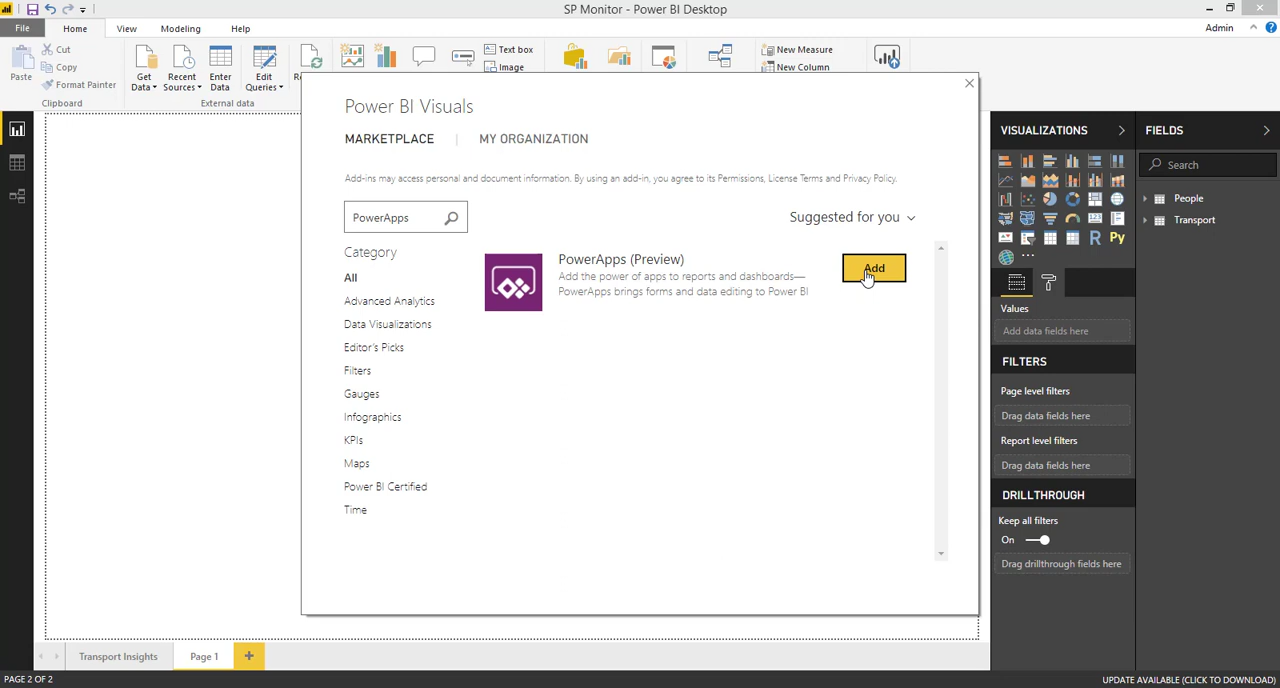 SP Monitor - Power BI Desktop
File
Home
View
Modeling
Help
Admin
Paste
Cut
Copy
Format Painter
Clipboard
Get
Data
Recent
Sources
Enter
Data
Edit
Queries
External data
Text box
Image
New Measure
New Column
Power BI Visuals
MARKETPLACE | MY ORGANIZATION
Add-ins may access personal and document information. By using an add-in, you agree to its Permissions, License Terms and Privacy Policy.
PowerApps
Suggested for you
Category
All
Advanced Analytics
Data Visualizations
Editor's Picks
Filters
Gauges
Infographics
KPIs
Maps
Power BI Certified
Time
PowerApps (Preview)
Add the power of apps to reports and dashboards—
PowerApps brings forms and data editing to Power BI
Add
VISUALIZATIONS
R
Py
Values
Add data fields here
FILTERS
Page level filters
Drag data fields here
Report level filters
Drag data fields here
DRILLTHROUGH
Keep all filters
On
Drag drillthrough fields here
FIELDS
Search
People
Transport
Transport Insights
Page 1
+
PAGE 2 OF 2
UPDATE AVAILABLE (CLICK TO DOWNLOAD)